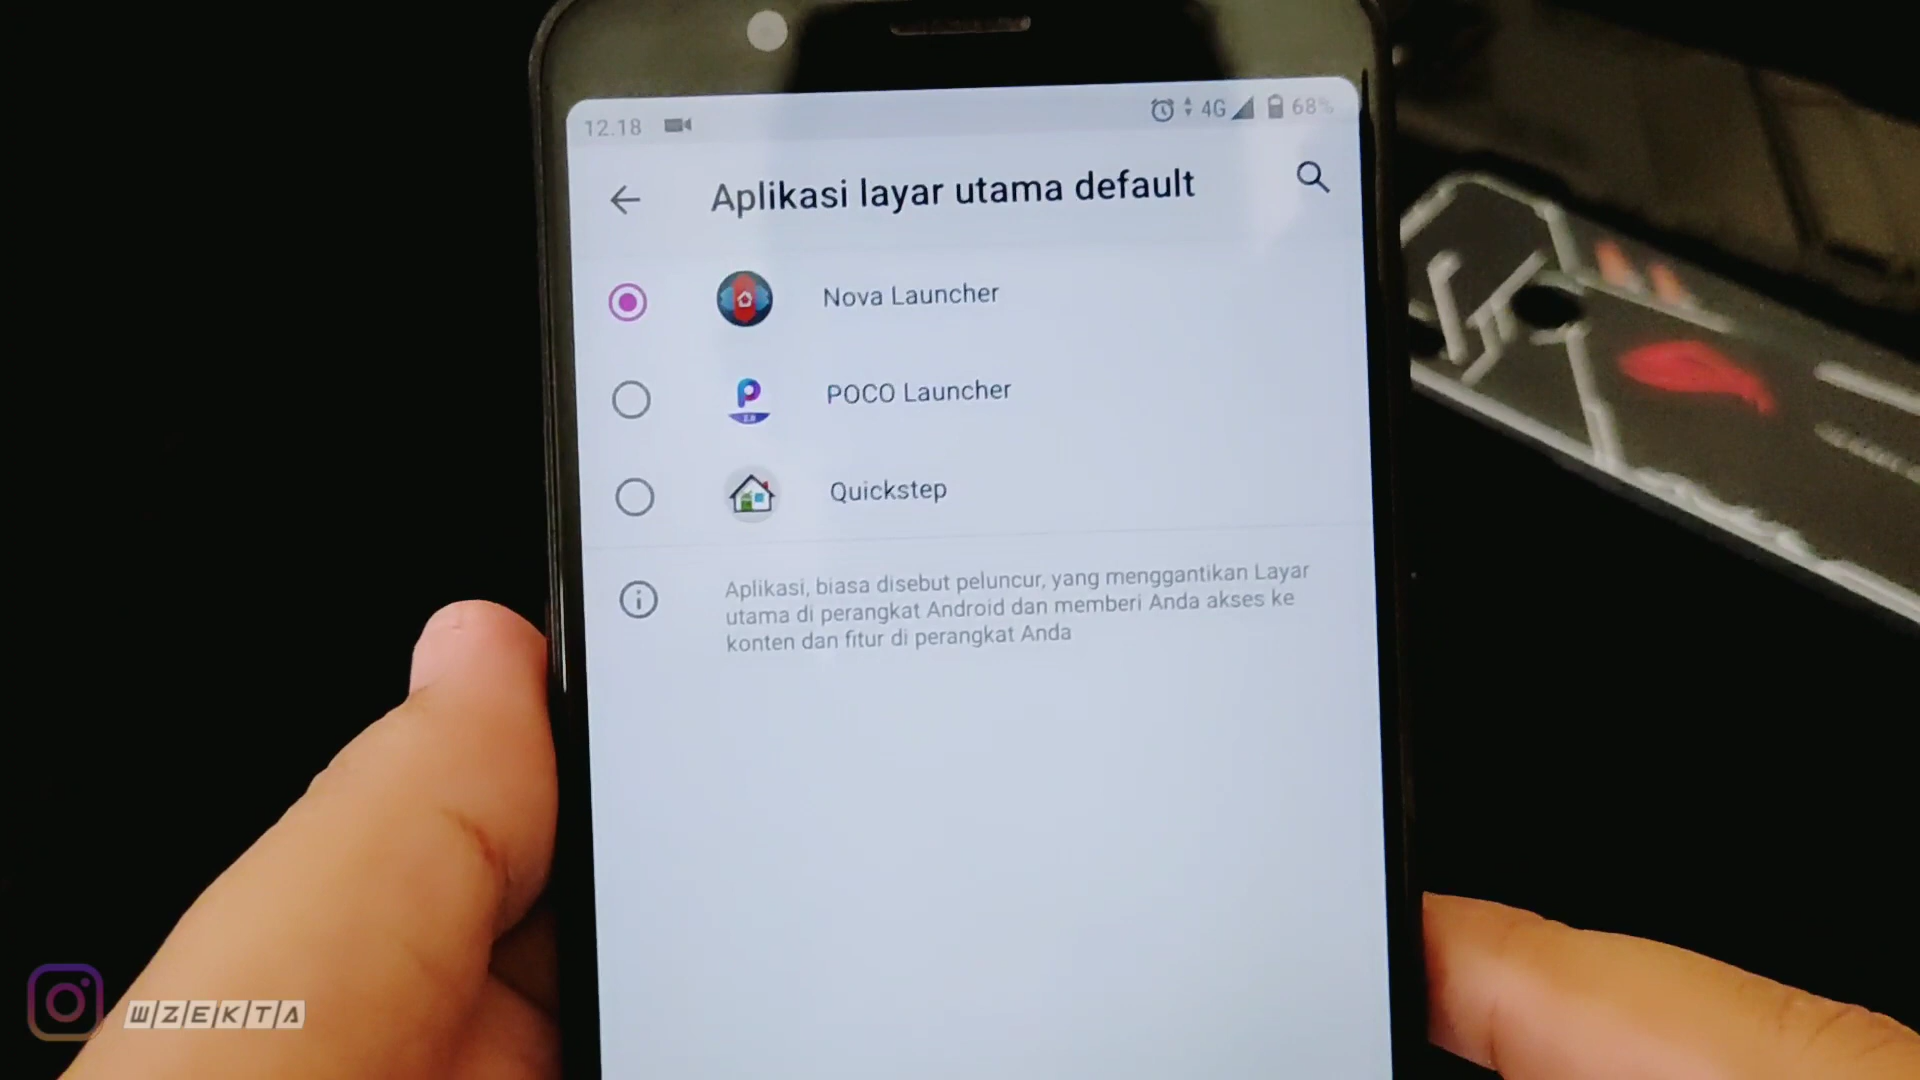 12.18
4G
68%
Aplikasi layar utama default
Nova Launcher
POCO Launcher
Quickstep
Aplikasi, biasa disebut peluncur, yang menggantikan Layar
utama di perangkat Android dan memberi Anda akses ke
konten dan fitur di perangkat Anda
WZEKTA